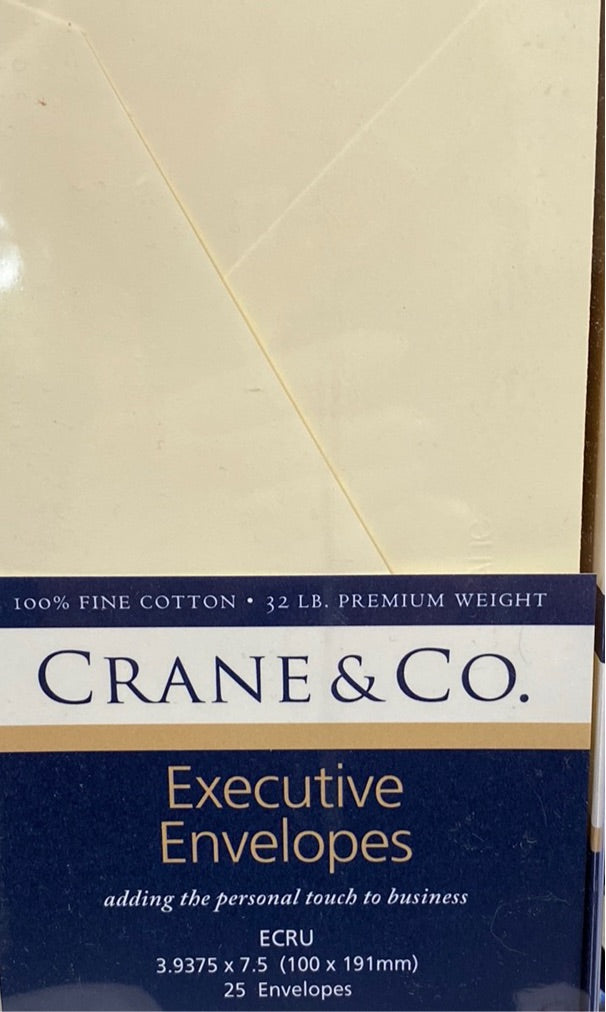 100% FINE COTTON • 32 LB. PREMIUM WEIGHT
CRANE & CO.
Executive
Envelopes
adding the personal touch to business
ECRU
3.9375 x 7.5 (100 x 191mm)
25 Envelopes